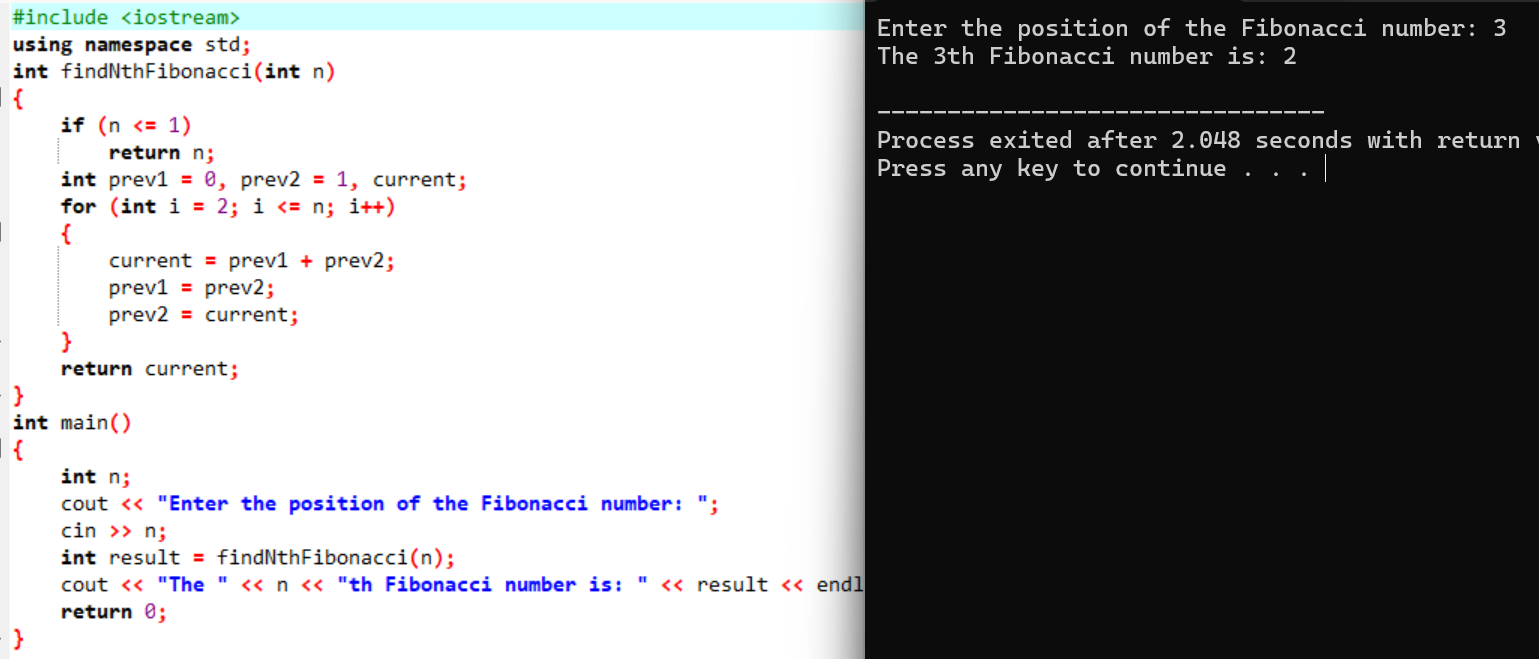 #include <iostream>
using namespace std;
int findNthFibonacci(int n)
{
    if (n <= 1)
        return n;
    int prev1 = 0, prev2 = 1, current;
    for (int i = 2; i <= n; i++)
    {
        current = prev1 + prev2;
        prev1 = prev2;
        prev2 = current;
    }
    return current;
}
int main()
{
    int n;
    cout << "Enter the position of the Fibonacci number: ";
    cin >> n;
    int result = findNthFibonacci(n);
    cout << "The " << n << "th Fibonacci number is: " << result << endl
    return 0;
}
Enter the position of the Fibonacci number: 3
The 3th Fibonacci number is: 2
--------------------------------
Process exited after 2.048 seconds with return
Press any key to continue . . .